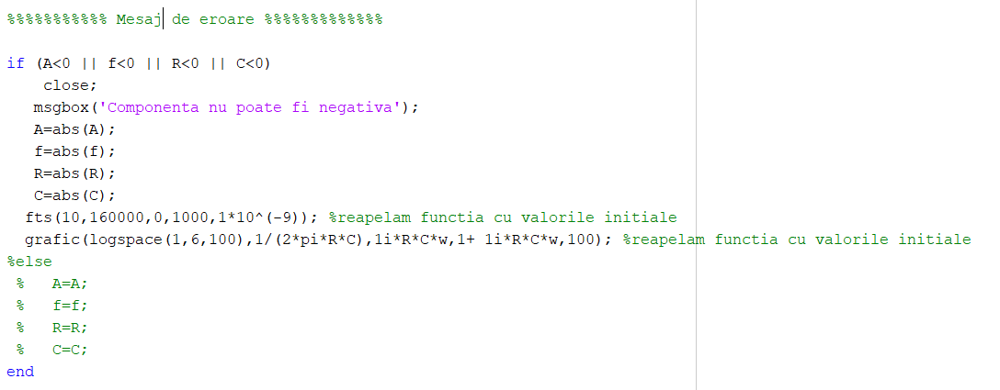 %%%%%%%%%%% Mesaj de eroare %%%%%%%%%%%%%
if (A<0 || f<0 || R<0 || C<0)
close;
msgbox('Componenta nu poate fi negativa');
A=abs(A);
f=abs(f);
R=abs(R);
C=abs(C);
fts(10,160000,0,1000,1*10^(-9)); %reapelam functia cu valorile initiale
grafic(logspace(1,6,100),1/(2*pi*R*C),1i*R*C*w,1+ 1i*R*C*w,100); %reapelam functia cu valorile initiale
%else
%   A=A;
%   f=f;
%   R=R;
%   C=C;
end